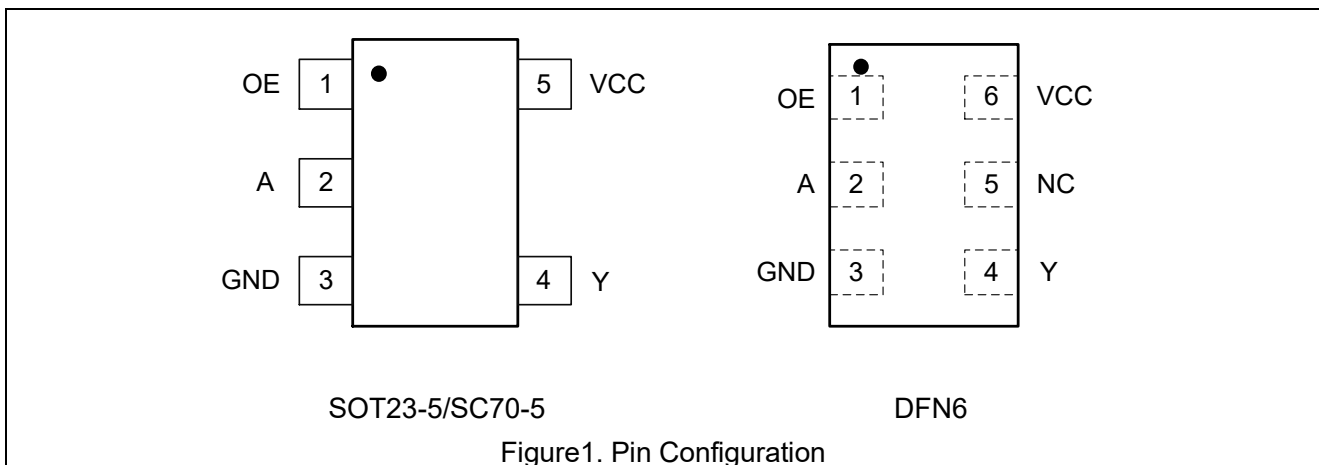 OE 1 5 VCC
A 2
GND 3 4 Y
SOT23-5/SC70-5
OE 1 6 VCC
A 2 5 NC
GND 3 4 Y
DFN6
Figure1. Pin Configuration